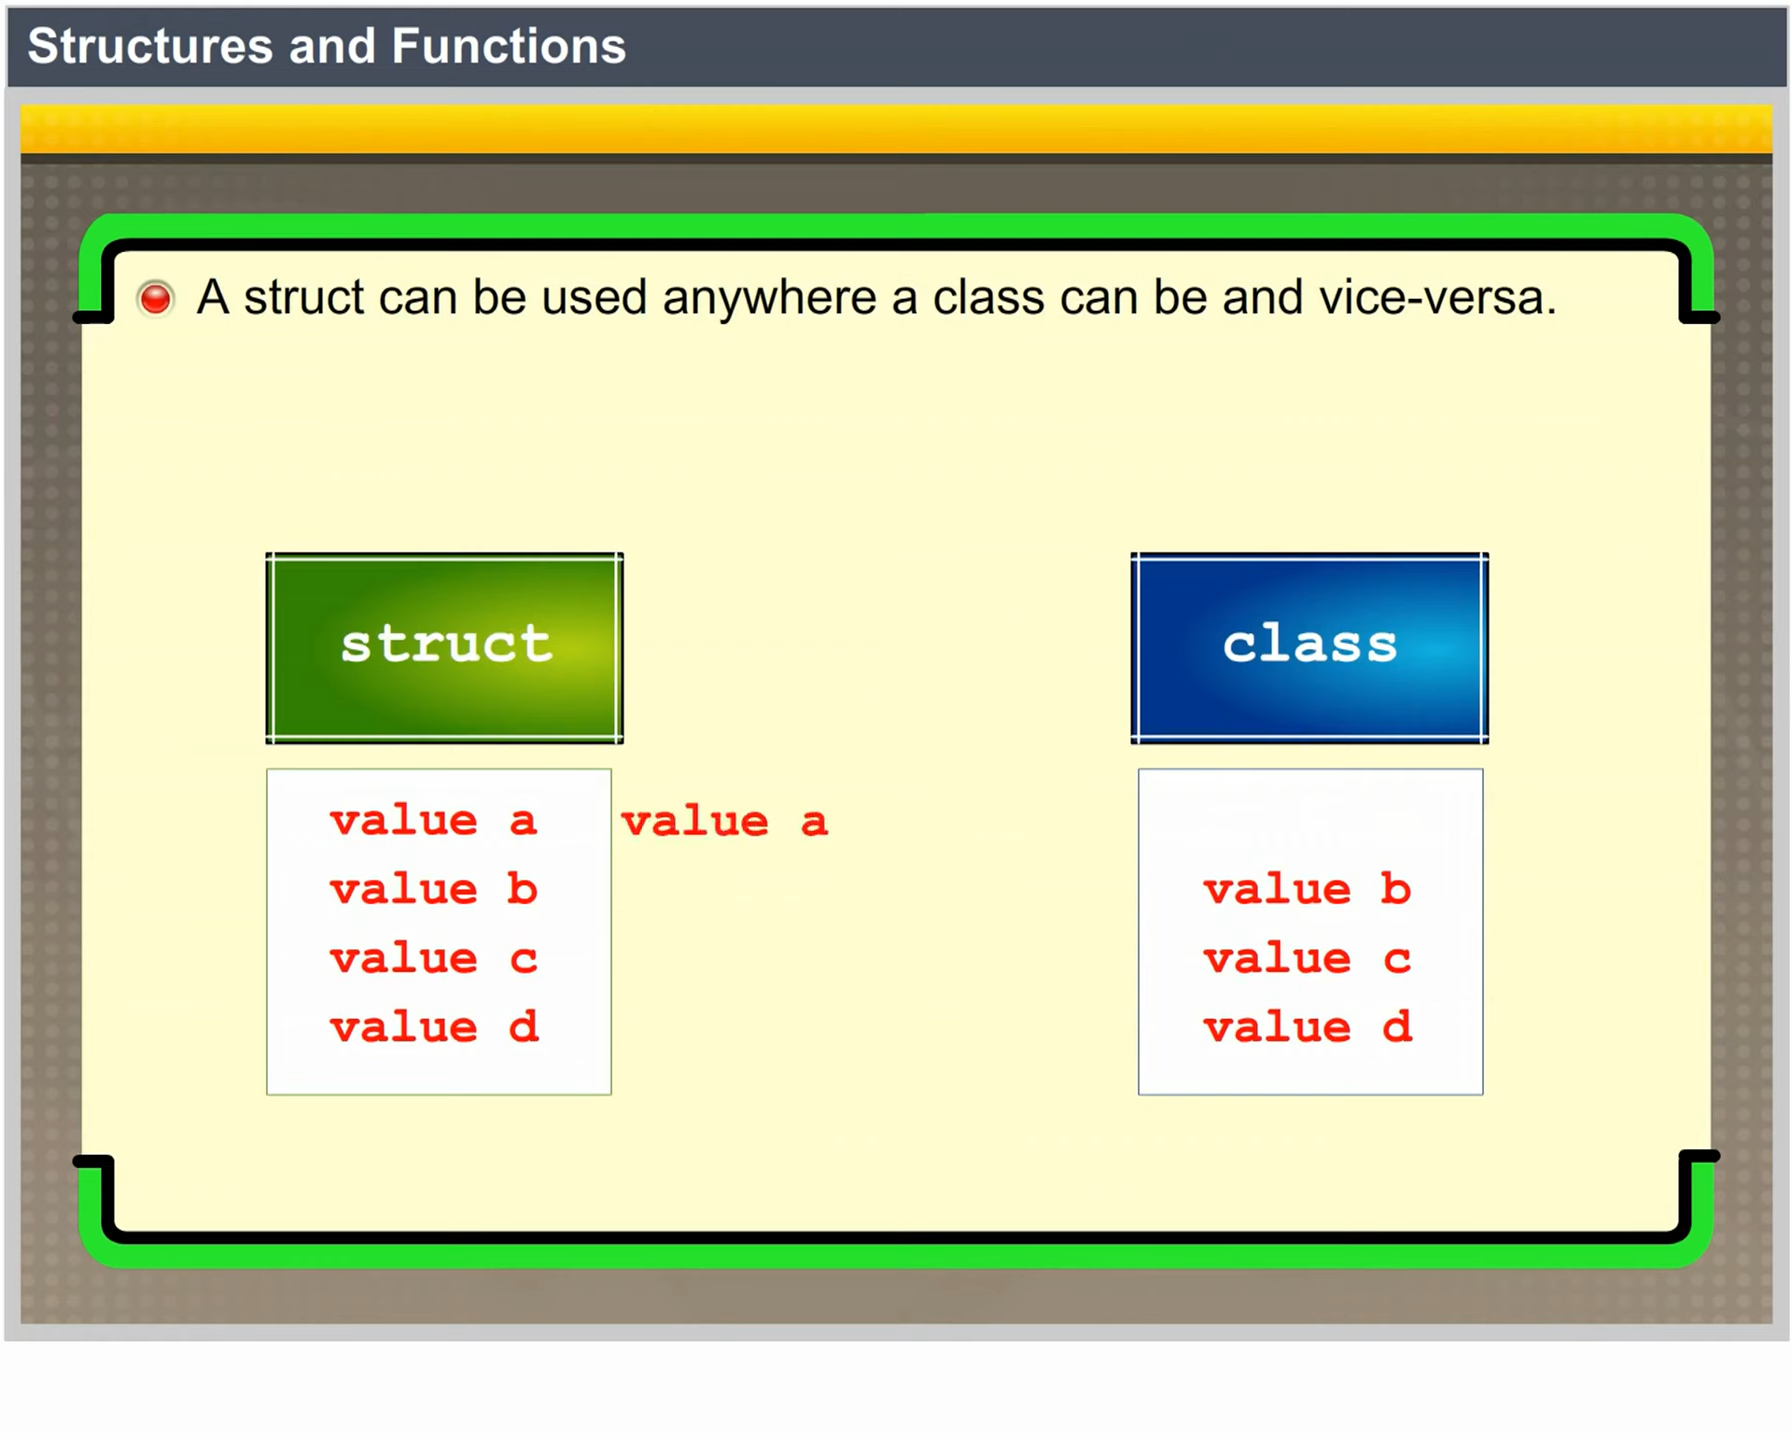 Structures and Functions
A struct can be used anywhere a class can be and vice-versa.
struct
class
value a
value b
value c
value d
value a
value b
value c
value d